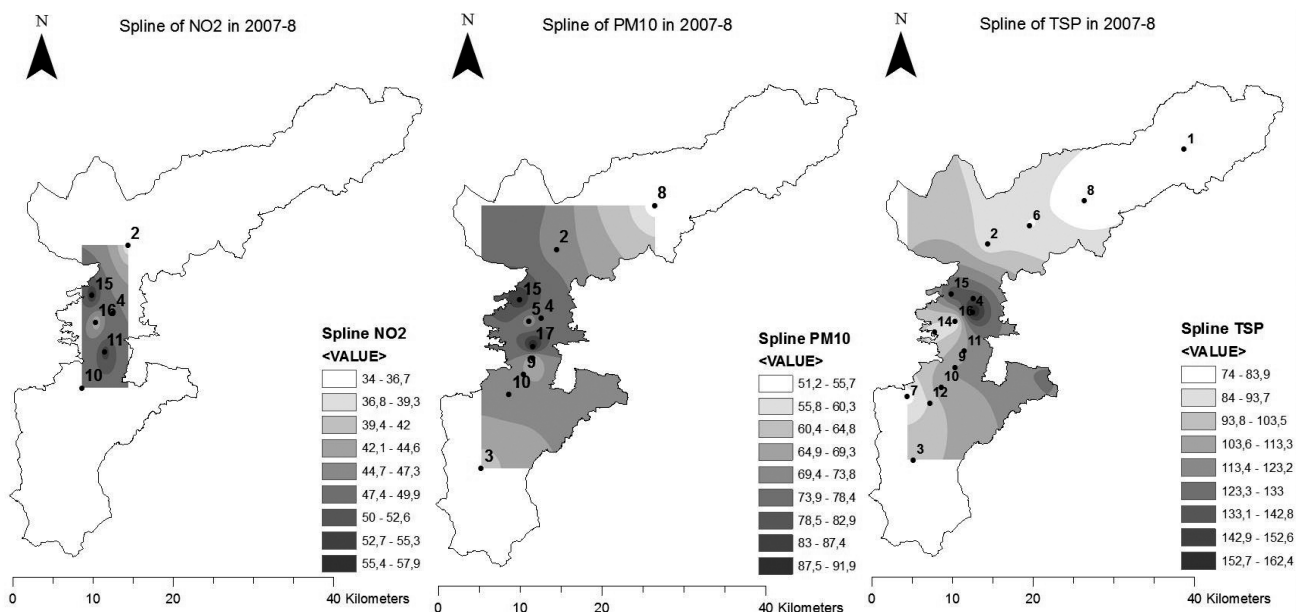 Spline of NO2 in 2007-8
N
2
15
4
16
11
10
Spline NO2
<VALUE>
34 - 36,7
36,8 - 39,3
39,4 - 42
42,1 - 44,6
44,7 - 47,3
47,4 - 49,9
50 - 52,6
52,7 - 55,3
55,4 - 57,9
0 10 20 40 Kilometers
Spline of PM10 in 2007-8
N
8
2
15
5 4
17
9
10
3
Spline PM10
<VALUE>
51,2 - 55,7
55,8 - 60,3
60,4 - 64,8
64,9 - 69,3
69,4 - 73,8
73,9 - 78,4
78,5 - 82,9
83 - 87,4
87,5 - 91,9
0 10 20 40 Kilometers
Spline of TSP in 2007-8
N
1
8
6
2
15
4
16
14
11
9
10
7
12
3
Spline TSP
<VALUE>
74 - 83,9
84 - 93,7
93,8 - 103,5
103,6 - 113,3
113,4 - 123,2
123,3 - 133
133,1 - 142,8
142,9 - 152,6
152,7 - 162,4
0 10 20 40 Kilometers